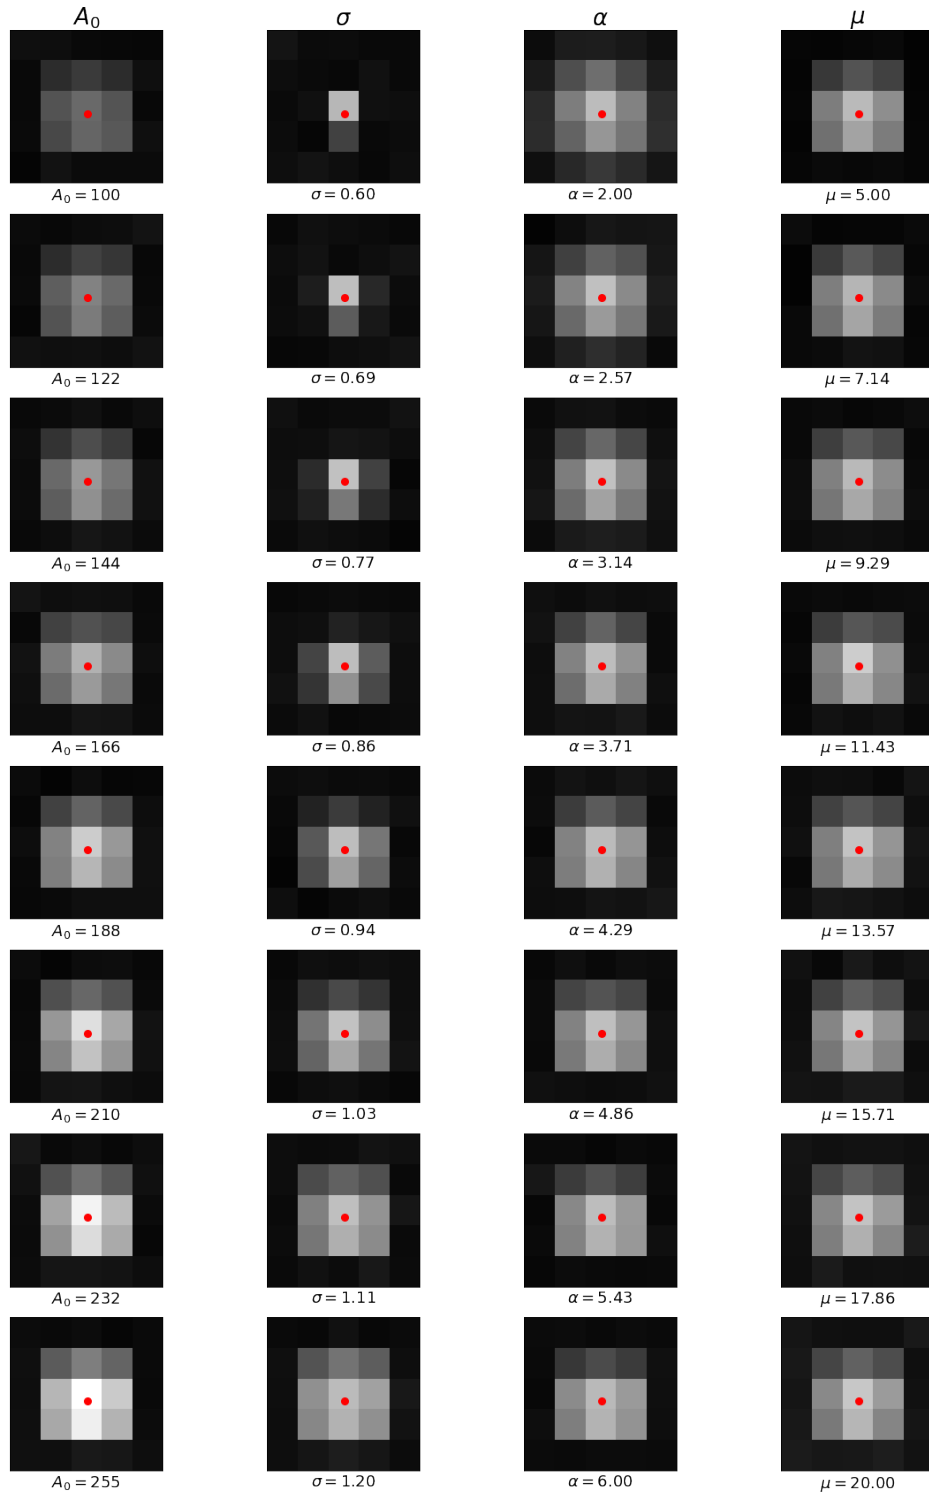 A₀ σ α μ
A₀ = 100 σ = 0.60 α = 2.00 μ = 5.00
A₀ = 122 σ = 0.69 α = 2.57 μ = 7.14
A₀ = 144 σ = 0.77 α = 3.14 μ = 9.29
A₀ = 166 σ = 0.86 α = 3.71 μ = 11.43
A₀ = 188 σ = 0.94 α = 4.29 μ = 13.57
A₀ = 210 σ = 1.03 α = 4.86 μ = 15.71
A₀ = 232 σ = 1.11 α = 5.43 μ = 17.86
A₀ = 255 σ = 1.20 α = 6.00 μ = 20.00